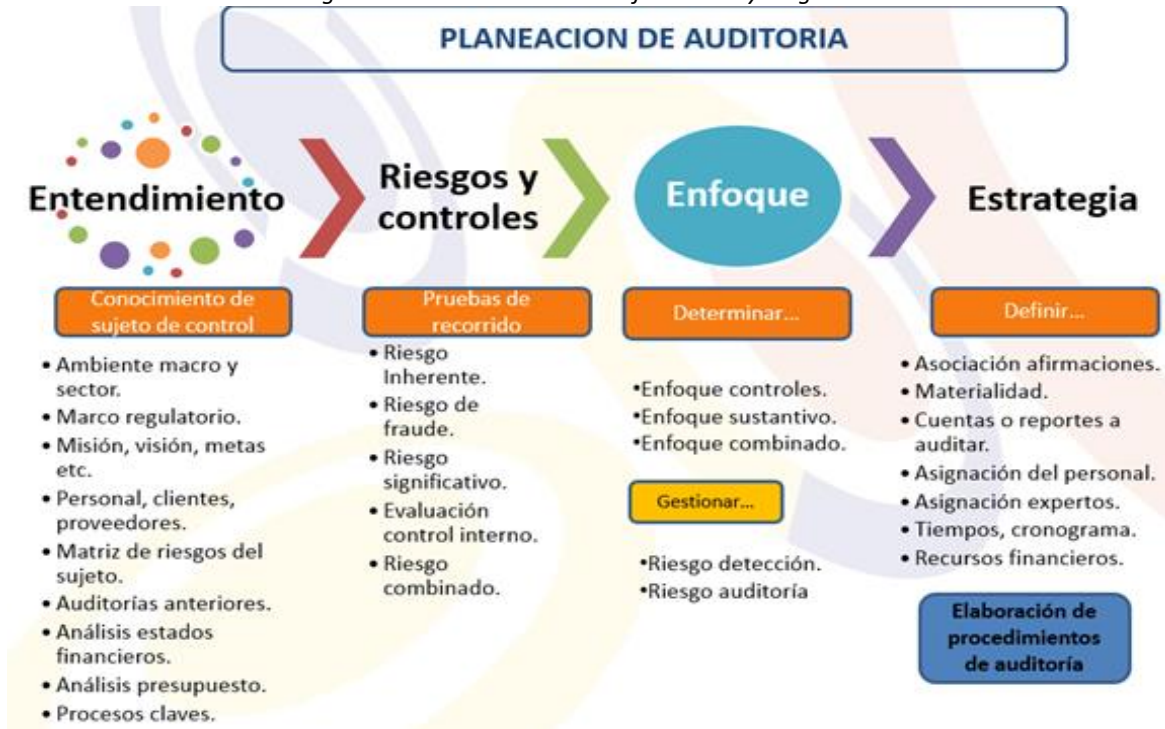 PLANEACION DE AUDITORIA
Entendimiento
Riesgos y
controles
Enfoque
Estrategia
Conocimiento de
sujeto de control
• Ambiente macro y
sector.
• Marco regulatorio.
• Misión, visión, metas
etc.
• Personal, clientes,
proveedores.
• Matriz de riesgos del
sujeto.
• Auditorías anteriores.
• Análisis estados
financieros.
• Análisis presupuesto.
• Procesos claves.
Pruebas de
recorrido
• Riesgo
Inherente.
• Riesgo de
fraude.
• Riesgo
significativo.
• Evaluación
control interno.
• Riesgo
combinado.
Determinar...
•Enfoque controles.
•Enfoque sustantivo.
•Enfoque combinado.
Gestionar...
•Riesgo detección.
•Riesgo auditoría
Definir...
• Asociación afirmaciones.
• Materialidad.
• Cuentas o reportes a
auditar.
• Asignación del personal.
• Asignación expertos.
• Tiempos, cronograma.
• Recursos financieros.
Elaboración de
procedimientos
de auditoría